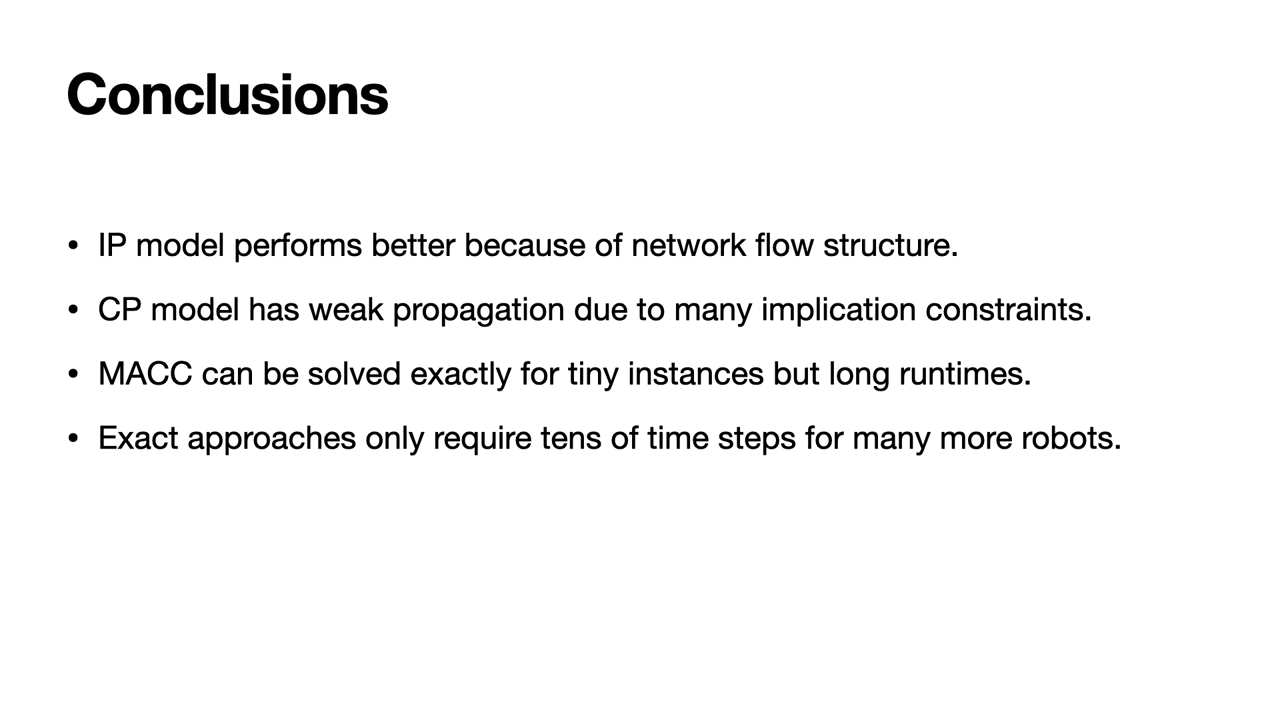 Conclusions
• IP model performs better because of network flow structure.
• CP model has weak propagation due to many implication constraints.
• MACC can be solved exactly for tiny instances but long runtimes.
• Exact approaches only require tens of time steps for many more robots.